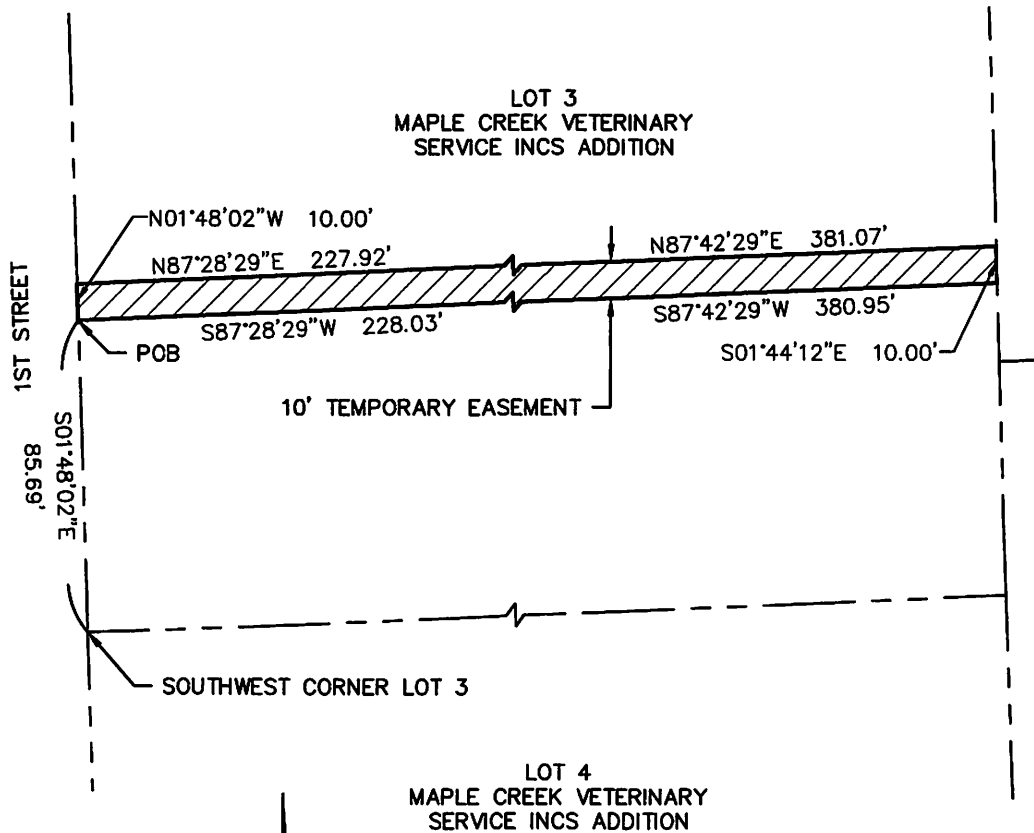 LOT 3
MAPLE CREEK VETERINARY
SERVICE INCS ADDITION
N01°48'02"W 10.00'
N87°28'29"E 227.92'
N87°42'29"E 381.07'
S87°28'29"W 228.03'
S87°42'29"W 380.95'
1ST STREET
POB
S01°44'12"E 10.00'
10' TEMPORARY EASEMENT
S01°48'02"E
85.69'
SOUTHWEST CORNER LOT 3
LOT 4
MAPLE CREEK VETERINARY
SERVICE INCS ADDITION